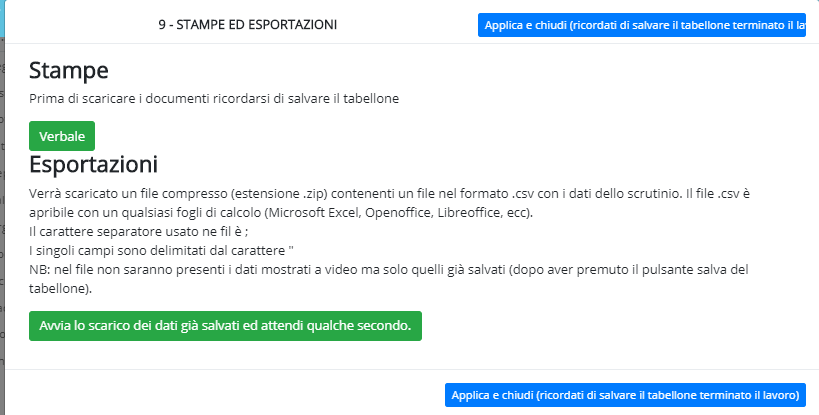 9 - STAMPE ED ESPORTAZIONI
Applica e chiudi (ricordati di salvare il tabellone terminato il
Stampe
Prima di scaricare i documenti ricordarsi di salvare il tabellone
Verbale
Esportazioni
Verrà scaricato un file compresso (estensione .zip) contenenti un file nel formato .csv con i dati dello scrutinio. Il file .csv è
apribile con un qualsiasi fogli di calcolo (Microsoft Excel, Openoffice, Libreoffice, ecc).
Il carattere separatore usato ne fil è ;
I singoli campi sono delimitati dal carattere "
NB: nel file non saranno presenti i dati mostrati a video ma solo quelli già salvati (dopo aver premuto il pulsante salva del
tabellone).
Avvia lo scarico dei dati già salvati ed attendi qualche secondo.
Applica e chiudi (ricordati di salvare il tabellone terminato il lavoro)